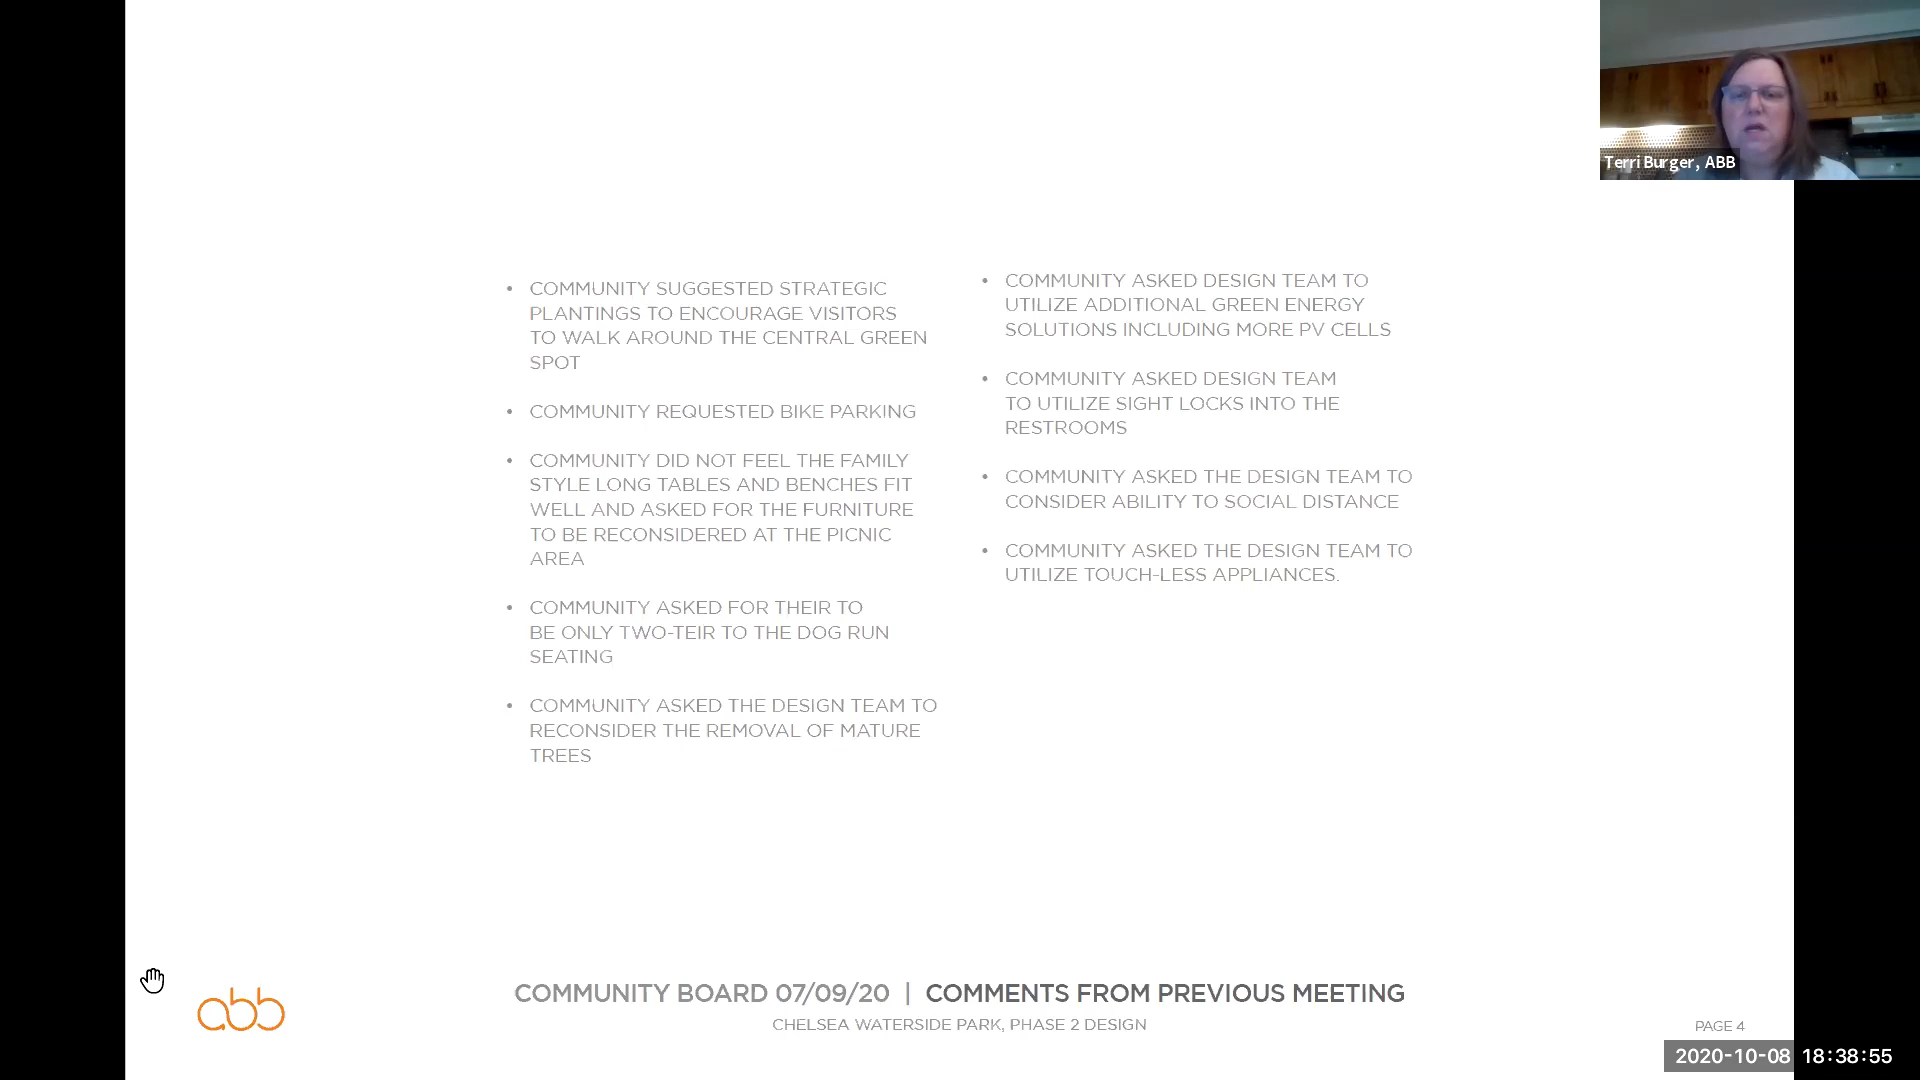 Terri Burger, ABB
• COMMUNITY SUGGESTED STRATEGIC
PLANTINGS TO ENCOURAGE VISITORS
TO WALK AROUND THE CENTRAL GREEN
SPOT
• COMMUNITY REQUESTED BIKE PARKING
• COMMUNITY DID NOT FEEL THE FAMILY
STYLE LONG TABLES AND BENCHES FIT
WELL AND ASKED FOR THE FURNITURE
TO BE RECONSIDERED AT THE PICNIC
AREA
• COMMUNITY ASKED FOR THEIR TO
BE ONLY TWO-TEIR TO THE DOG RUN
SEATING
• COMMUNITY ASKED THE DESIGN TEAM TO
RECONSIDER THE REMOVAL OF MATURE
TREES
• COMMUNITY ASKED DESIGN TEAM TO
UTILIZE ADDITIONAL GREEN ENERGY
SOLUTIONS INCLUDING MORE PV CELLS
• COMMUNITY ASKED DESIGN TEAM
TO UTILIZE SIGHT LOCKS INTO THE
RESTROOMS
• COMMUNITY ASKED THE DESIGN TEAM TO
CONSIDER ABILITY TO SOCIAL DISTANCE
• COMMUNITY ASKED THE DESIGN TEAM TO
UTILIZE TOUCH-LESS APPLIANCES.
abb
COMMUNITY BOARD 07/09/20 | COMMENTS FROM PREVIOUS MEETING
CHELSEA WATERSIDE PARK, PHASE 2 DESIGN
PAGE 4
2020-10-08 18:38:55